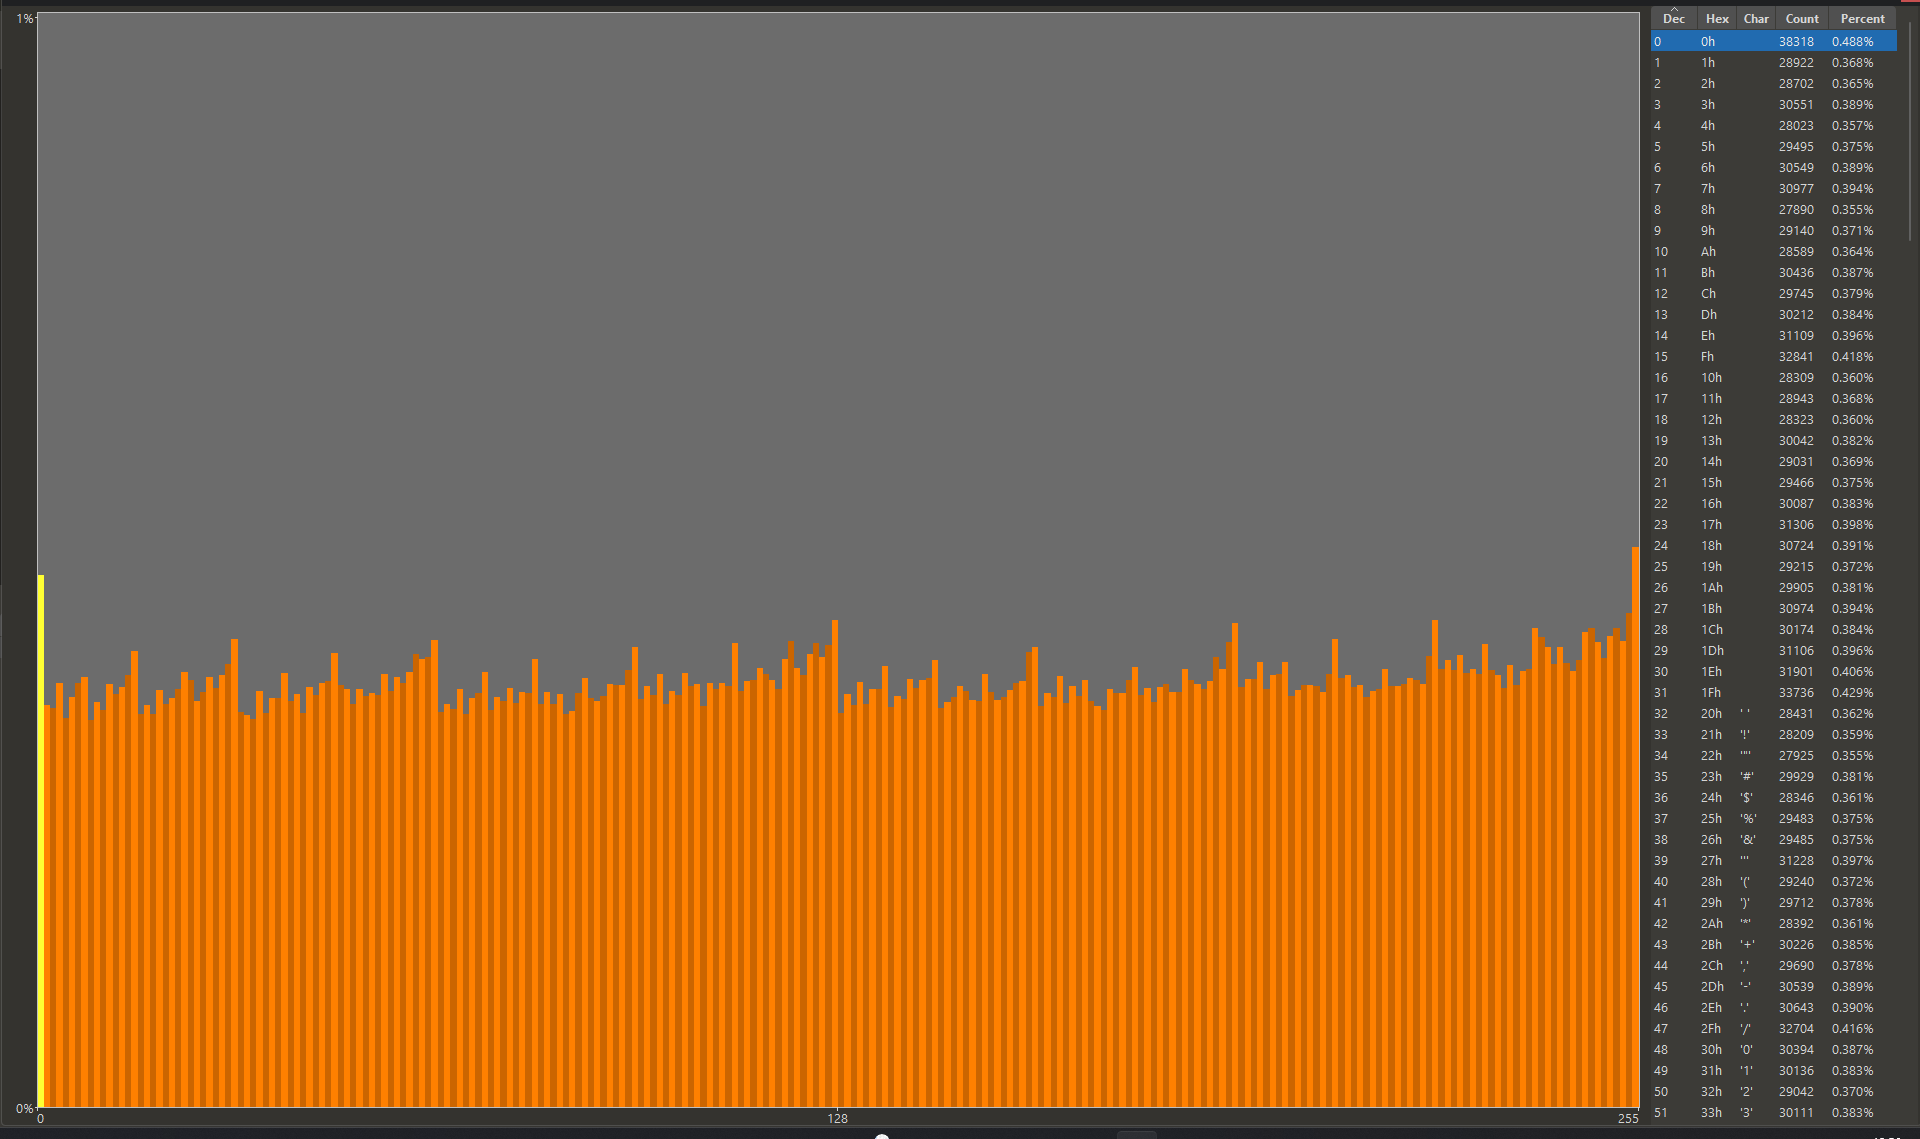 1%
0%
0 128 255
Dec Hex Char Count Percent
0 0h 38318 0.488%
1 1h 28922 0.368%
2 2h 28702 0.365%
3 3h 30551 0.389%
4 4h 28023 0.357%
5 5h 29495 0.375%
6 6h 30549 0.389%
7 7h 30977 0.394%
8 8h 27890 0.355%
9 9h 29140 0.371%
10 Ah 28589 0.364%
11 Bh 30436 0.387%
12 Ch 29745 0.379%
13 Dh 30212 0.384%
14 Eh 31109 0.396%
15 Fh 32841 0.418%
16 10h 28309 0.360%
17 11h 28943 0.368%
18 12h 28323 0.360%
19 13h 30042 0.382%
20 14h 29031 0.369%
21 15h 29466 0.375%
22 16h 30087 0.383%
23 17h 31306 0.398%
24 18h 30724 0.391%
25 19h 29215 0.372%
26 1Ah 29905 0.381%
27 1Bh 30974 0.394%
28 1Ch 30174 0.384%
29 1Dh 31106 0.396%
30 1Eh 31901 0.406%
31 1Fh 33736 0.429%
32 20h ' ' 28431 0.362%
33 21h '!' 28209 0.359%
34 22h '"' 27925 0.355%
35 23h '#' 29929 0.381%
36 24h '$' 28346 0.361%
37 25h '%' 29483 0.375%
38 26h '&' 29485 0.375%
39 27h ''' 31228 0.397%
40 28h '(' 29240 0.372%
41 29h ')' 29712 0.378%
42 2Ah '*' 28392 0.361%
43 2Bh '+' 30226 0.385%
44 2Ch ',' 29690 0.378%
45 2Dh '-' 30539 0.389%
46 2Eh '.' 30643 0.390%
47 2Fh '/' 32704 0.416%
48 30h '0' 30394 0.387%
49 31h '1' 30136 0.383%
50 32h '2' 29042 0.370%
51 33h '3' 30111 0.383%